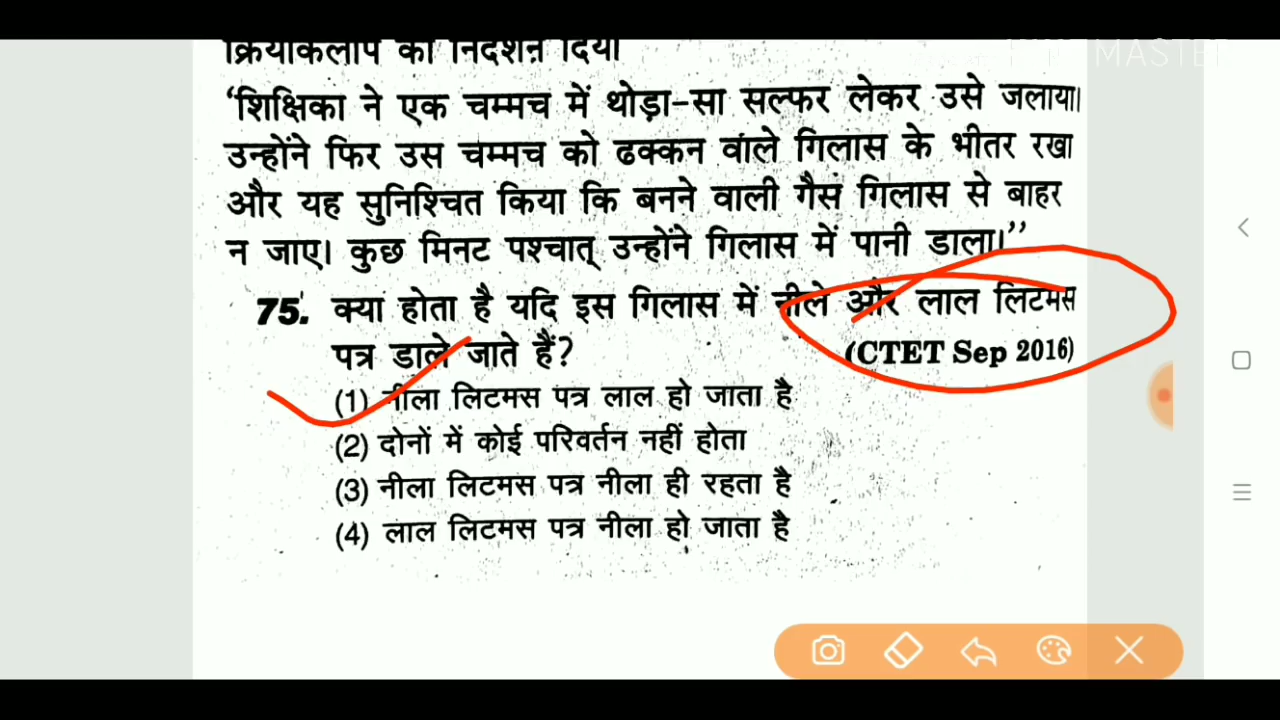 क्रियाकलाप का निदर्शन दिया
'शिक्षिका ने एक चम्मच में थोड़ा-सा सल्फर लेकर उसे जलाया।
उन्होंने फिर उस चम्मच को ढक्कन वाले गिलास के भीतर रखा
और यह सुनिश्चित किया कि बनने वाली गैस गिलास से बाहर
न जाए। कुछ मिनट पश्चात् उन्होंने गिलास में पानी डाला।''
75. क्या होता है यदि इस गिलास में नीले और लाल लिटमस
पत्र डाले जाते हैं? (CTET Sep 2016)
(1) नीला लिटमस पत्र लाल हो जाता है
(2) दोनों में कोई परिवर्तन नहीं होता
(3) नीला लिटमस पत्र नीला ही रहता है
(4) लाल लिटमस पत्र नीला हो जाता है